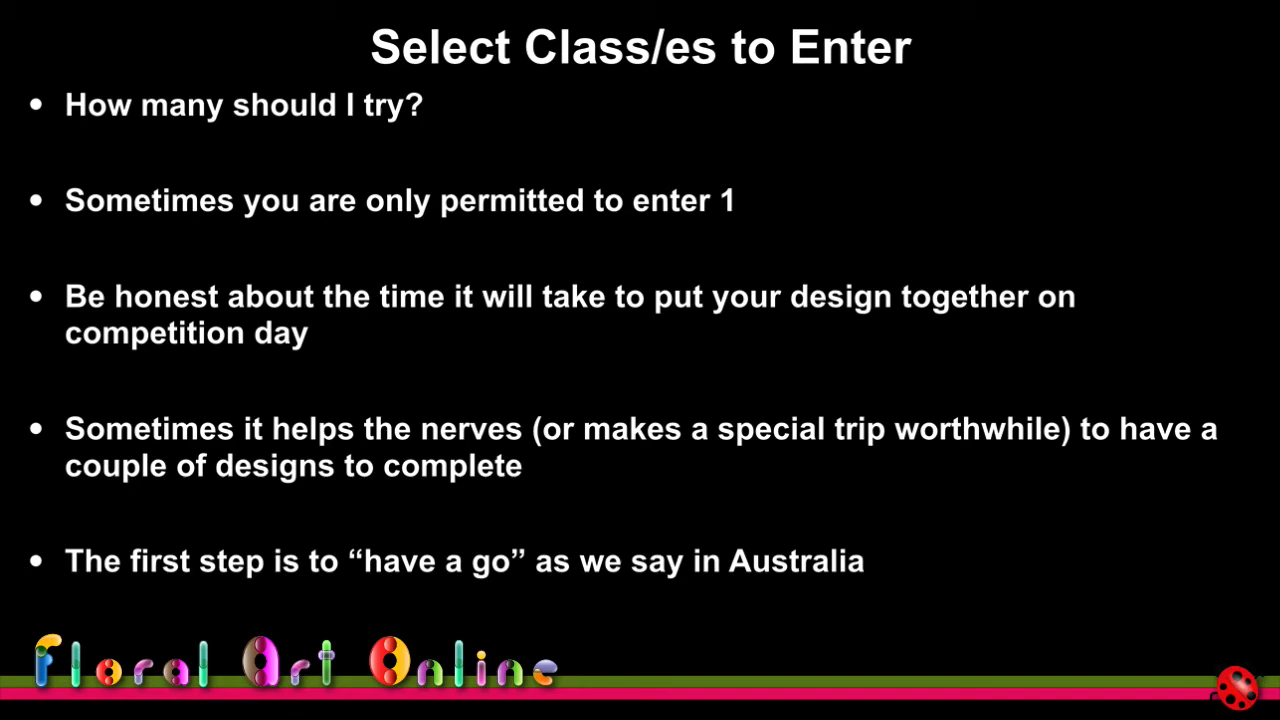 Select Class/es to Enter
• How many should I try?
• Sometimes you are only permitted to enter 1
• Be honest about the time it will take to put your design together on
competition day
• Sometimes it helps the nerves (or makes a special trip worthwhile) to have a
couple of designs to complete
• The first step is to “have a go” as we say in Australia
Floral Art Online